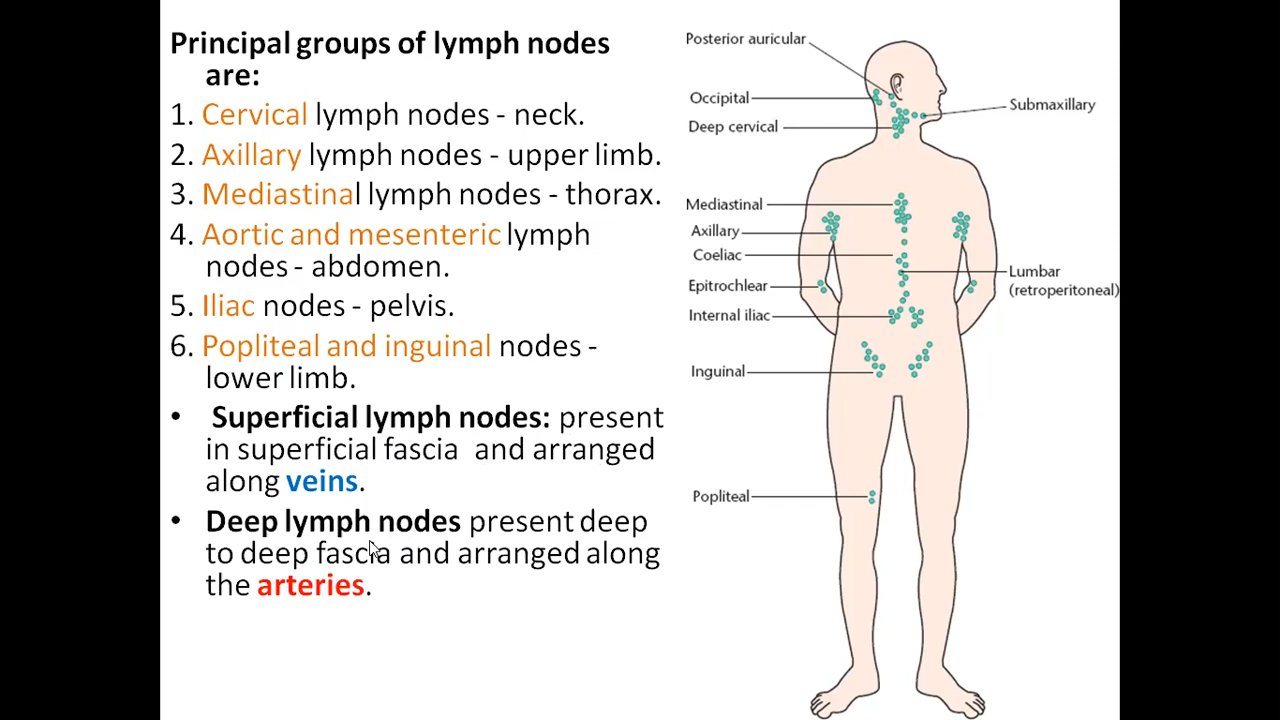 Principal groups of lymph nodes
are:
1. Cervical lymph nodes - neck.
2. Axillary lymph nodes - upper limb.
3. Mediastinal lymph nodes - thorax.
4. Aortic and mesenteric lymph
nodes - abdomen.
5. Iliac nodes - pelvis.
6. Popliteal and inguinal nodes -
lower limb.
• Superficial lymph nodes: present
in superficial fascia and arranged
along veins.
• Deep lymph nodes present deep
to deep fascia and arranged along
the arteries.
Posterior auricular
Occipital
Submaxillary
Deep cervical
Mediastinal
Axillary
Coeliac
Lumbar
(retroperitoneal)
Epitrochlear
Internal iliac
Inguinal
Popliteal